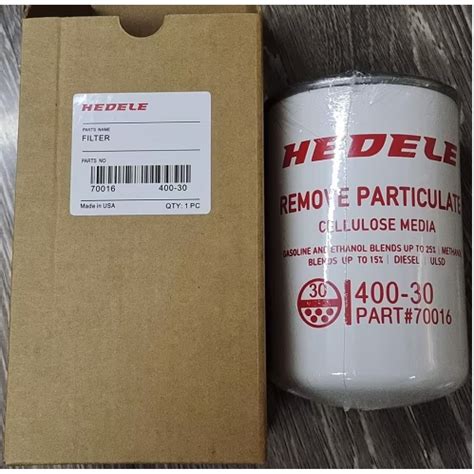 HEDELE
PARTS NAME
FILTER
PARTS NO
70016 400-30
Made in USA QTY: 1 PC
HEDELE
REMOVE PARTICULATE
CELLULOSE MEDIA
GASOLINE AND ETHANOL BLENDS UP TO 25% | METHANOL
BLENDS UP TO 15% | DIESEL | ULSD
30 400-30
PART#70016